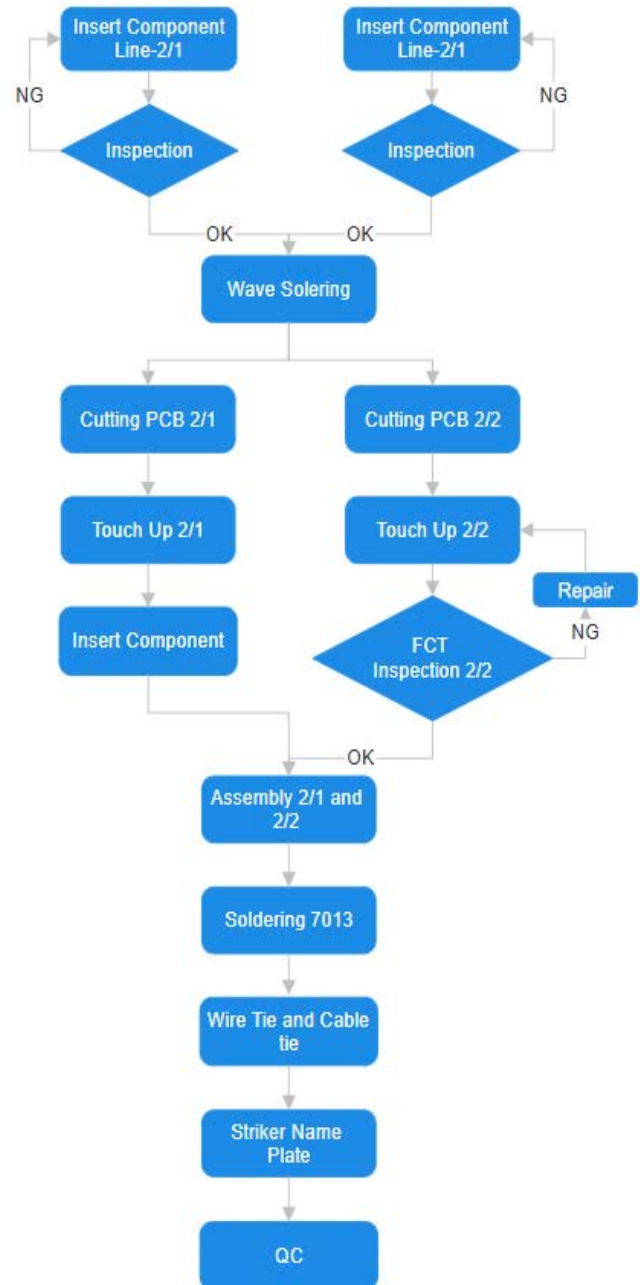 Insert Component
Line-2/1
Insert Component
Line-2/1
NG
NG
Inspection
Inspection
OK
OK
Wave Solering
Cutting PCB 2/1
Cutting PCB 2/2
Touch Up 2/1
Touch Up 2/2
Repair
Insert Component
NG
FCT
Inspection 2/2
OK
Assembly 2/1 and
2/2
Soldering 7013
Wire Tie and Cable
tie
Striker Name
Plate
QC